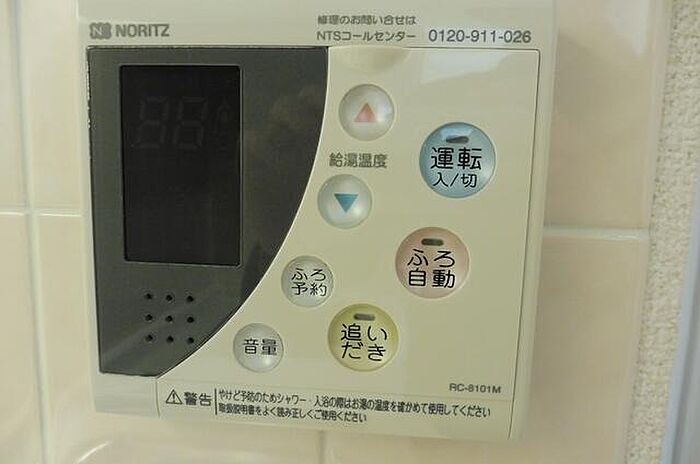 NORITZ
修理のお問い合せは
NTSコールセンター 0120-911-026
給湯温度
運転
入/切
ふろ
自動
ふろ
予約
追い
だき
音量
RC-8101M
警告
やけど予防のためシャワー・入浴の際はお湯の温度を確かめて使用してください
取扱説明書をよく読み正しくご使用ください